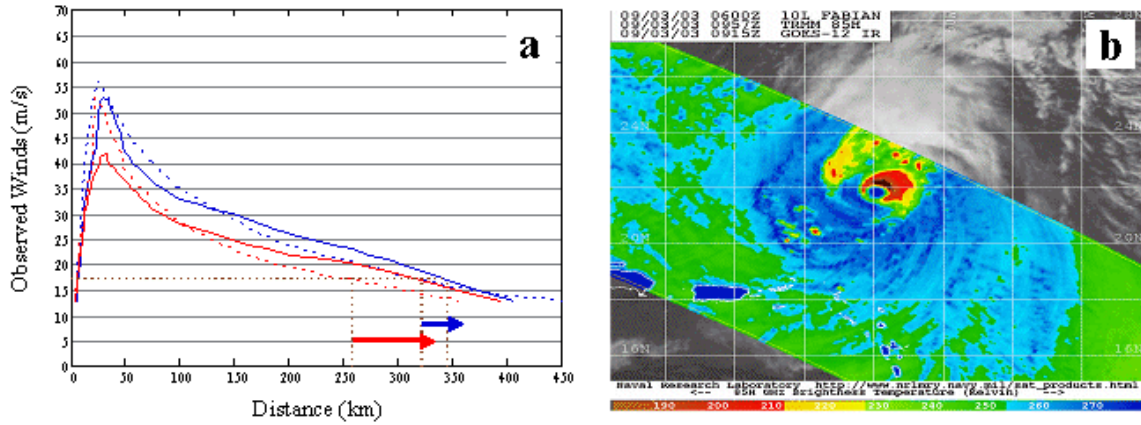 70
65
60
55
50
45
40
35
30
25
20
15
10
5
0
Observed Winds (m/s)
a
0 50 100 150 200 250 300 350 400 450
Distance (km)
09/03/03 0600Z 10L FABIAN
09/03/03 0957Z TRMM 85H
09/03/03 0915Z GOES-12 IR
b
24N
20N
20N
16N
16N
Naval Research Laboratory http://www.nrlmry.navy.mil/sat_products.html
<-- 85H GHz Brightness Temperature (Kelvin) -->
190 200 210 220 230 240 250 260 270